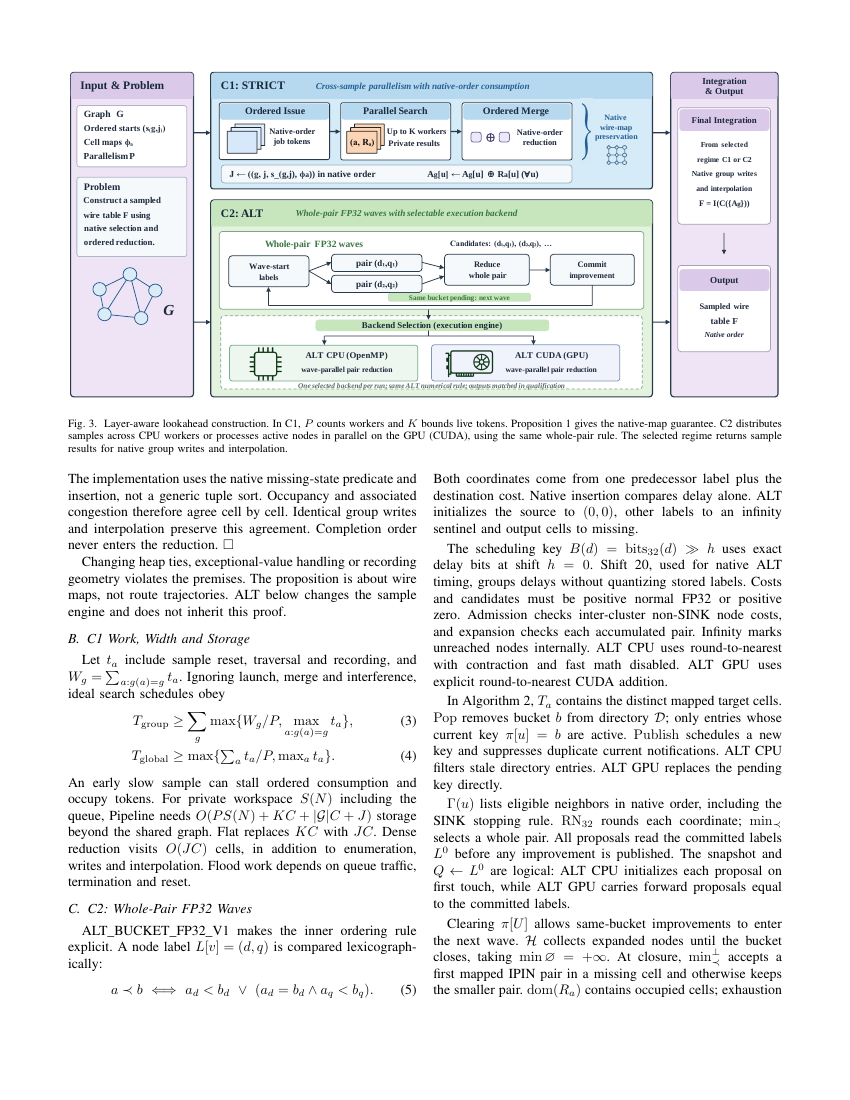 Input & Problem
Graph G
Ordered starts (sᵢgᵢjᵢ)
Cell maps ϕₐ
Parallelism P
Problem
Construct a sampled
wire table F using
native selection and
ordered reduction.
G
C1: STRICT Cross-sample parallelism with native-order consumption
Ordered Issue
Native-order
job tokens
Parallel Search
(a, Rₐ)
Up to K workers
Private results
Ordered Merge
⊕
Native-order
reduction
Native
wire-map
preservation
J ← ((g, j, s_(g,j), ϕₐ)) in native order A₉[u] ← A₉[u] ⊕ Rₐ[u] (∀u)
C2: ALT Whole-pair FP32 waves with selectable execution backend
Whole-pair FP32 waves
Candidates: (d₁,q₁), (d₂,q₂), …
Wave-start
labels
pair (d₁,q₁)
pair (d₂,q₂)
Reduce
whole pair
Commit
improvement
Same bucket pending: next wave
Backend Selection (execution engine)
ALT CPU (OpenMP)
wave-parallel pair reduction
ALT CUDA (GPU)
wave-parallel pair reduction
One selected backend per run; same ALT numerical rule; outputs matched in qualification
Integration
& Output
Final Integration
From selected
regime C1 or C2
Native group writes
and interpolation
F = I(C({A₉}))
Output
Sampled wire
table F
Native order
Fig. 3. Layer-aware lookahead construction. In C1, P counts workers and K bounds live tokens. Proposition 1 gives the native-map guarantee. C2 distributes
samples across CPU workers or processes active nodes in parallel on the GPU (CUDA), using the same whole-pair rule. The selected regime returns sample
results for native group writes and interpolation.
The implementation uses the native missing-state predicate and
insertion, not a generic tuple sort. Occupancy and associated
congestion therefore agree cell by cell. Identical group writes
and interpolation preserve this agreement. Completion order
never enters the reduction. □
Changing heap ties, exceptional-value handling or recording
geometry violates the premises. The proposition is about wire
maps, not route trajectories. ALT below changes the sample
engine and does not inherit this proof.
B. C1 Work, Width and Storage
Let t_a include sample reset, traversal and recording, and
W_g = ∑_{a:g(a)=g} t_a. Ignoring launch, merge and interference,
ideal search schedules obey
T_group ≥ ∑_g max{W_g/P, max_{a:g(a)=g} t_a}, (3)
T_global ≥ max{∑_a t_a/P, max_a t_a}. (4)
An early slow sample can stall ordered consumption and
occupy tokens. For private workspace S(N) including the
queue, Pipeline needs O(PS(N) + KC + |𝒢|C + J) storage
beyond the shared graph. Flat replaces KC with JC. Dense
reduction visits O(JC) cells, in addition to enumeration,
writes and interpolation. Flood work depends on queue traffic,
termination and reset.
C. C2: Whole-Pair FP32 Waves
ALT_BUCKET_FP32_V1 makes the inner ordering rule
explicit. A node label L[v] = (d, q) is compared lexicograph-
ically:
a ≺ b ⟺ a_d < b_d ∨ (a_d = b_d ∧ a_q < b_q). (5)
Both coordinates come from one predecessor label plus the
destination cost. Native insertion compares delay alone. ALT
initializes the source to (0, 0), other labels to an infinity
sentinel and output cells to missing.
The scheduling key B(d) = bits₃₂(d) ≫ h uses exact
delay bits at shift h = 0. Shift 20, used for native ALT
timing, groups delays without quantizing stored labels. Costs
and candidates must be positive normal FP32 or positive
zero. Admission checks inter-cluster non-SINK node costs,
and expansion checks each accumulated pair. Infinity marks
unreached nodes internally. ALT CPU uses round-to-nearest
with contraction and fast math disabled. ALT GPU uses
explicit round-to-nearest CUDA addition.
In Algorithm 2, T_a contains the distinct mapped target cells.
Pop removes bucket b from directory 𝒟; only entries whose
current key π[u] = b are active. Publish schedules a new
key and suppresses duplicate current notifications. ALT CPU
filters stale directory entries. ALT GPU replaces the pending
key directly.
Γ(u) lists eligible neighbors in native order, including the
SINK stopping rule. RN₃₂ rounds each coordinate; min_≺
selects a whole pair. All proposals read the committed labels
L⁰ before any improvement is published. The snapshot and
Q ← L⁰ are logical: ALT CPU initializes each proposal on
first touch, while ALT GPU carries forward proposals equal
to the committed labels.
Clearing π[U] allows same-bucket improvements to enter
the next wave. ℋ collects expanded nodes until the bucket
closes, taking min ∅ = +∞. At closure, min_≺^⊥ accepts a
first mapped IPIN pair in a missing cell and otherwise keeps
the smaller pair. dom(R_a) contains occupied cells; exhaustion